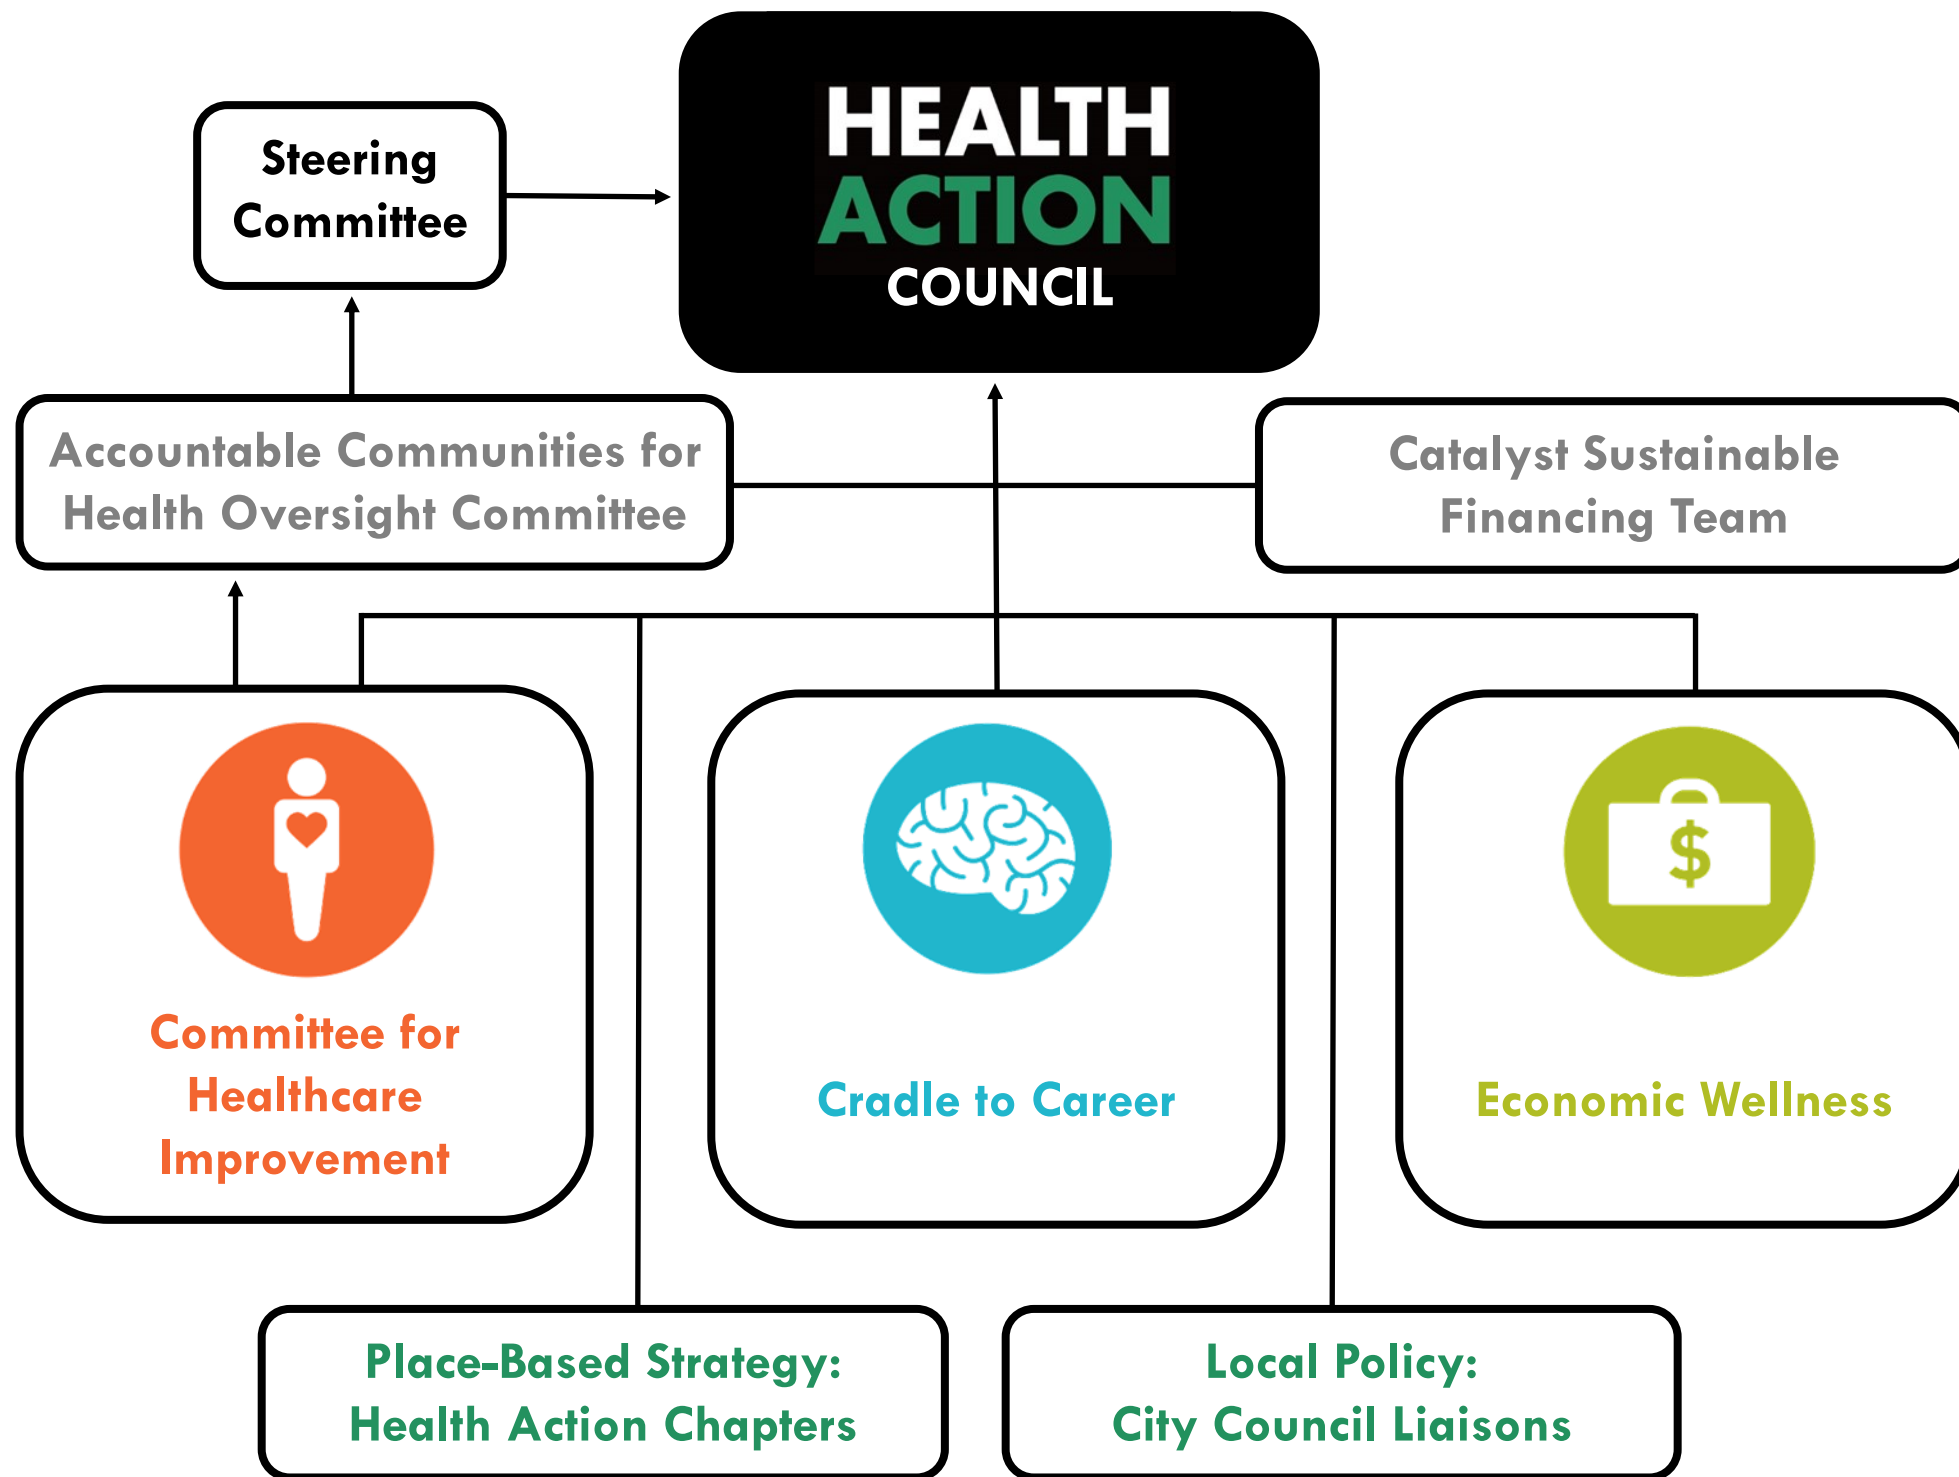 HEALTH
ACTION
COUNCIL
Steering
Committee
Accountable Communities for
Health Oversight Committee
Catalyst Sustainable
Financing Team
Committee for
Healthcare
Improvement
Cradle to Career
$
Economic Wellness
Place-Based Strategy:
Health Action Chapters
Local Policy:
City Council Liaisons